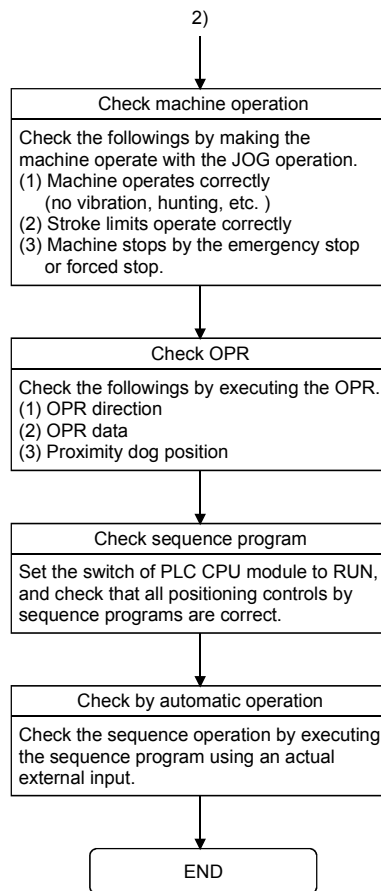 2)
Check machine operation
Check the followings by making the
machine operate with the JOG operation.
(1) Machine operates correctly
(no vibration, hunting, etc. )
(2) Stroke limits operate correctly
(3) Machine stops by the emergency stop
or forced stop.
Check OPR
Check the followings by executing the OPR.
(1) OPR direction
(2) OPR data
(3) Proximity dog position
Check sequence program
Set the switch of PLC CPU module to RUN,
and check that all positioning controls by
sequence programs are correct.
Check by automatic operation
Check the sequence operation by executing
the sequence program using an actual
external input.
END